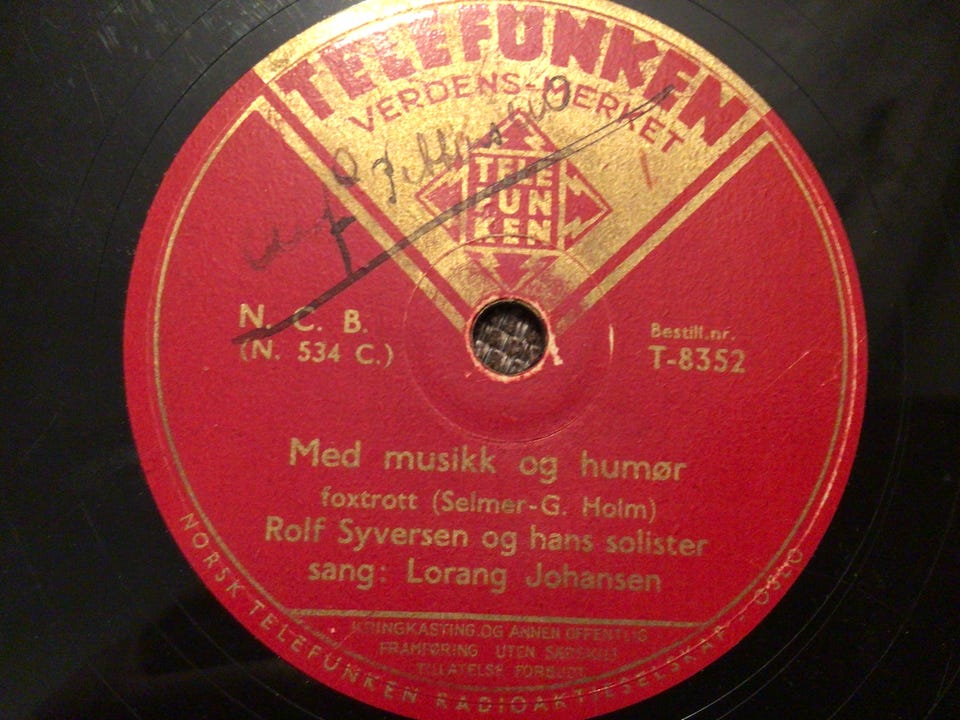 TELEFUNKEN
VERDENS-MERKET
TELE
FUN
KEN
N. C. B.
(N. 534 C.)
Bestill.nr.
T-8352
Med musikk og humør
foxtrott (Selmer-G. Holm)
Rolf Syversen og hans solister
sang: Lorang Johansen
KRINGKASTING OG ANNEN OFFENTLIG
FRAMFØRING UTEN SÆRSKILT
TILLATELSE FORBUDT
NORSK TELEFUNKEN RADIOAKTIESELSKAP - OSLO